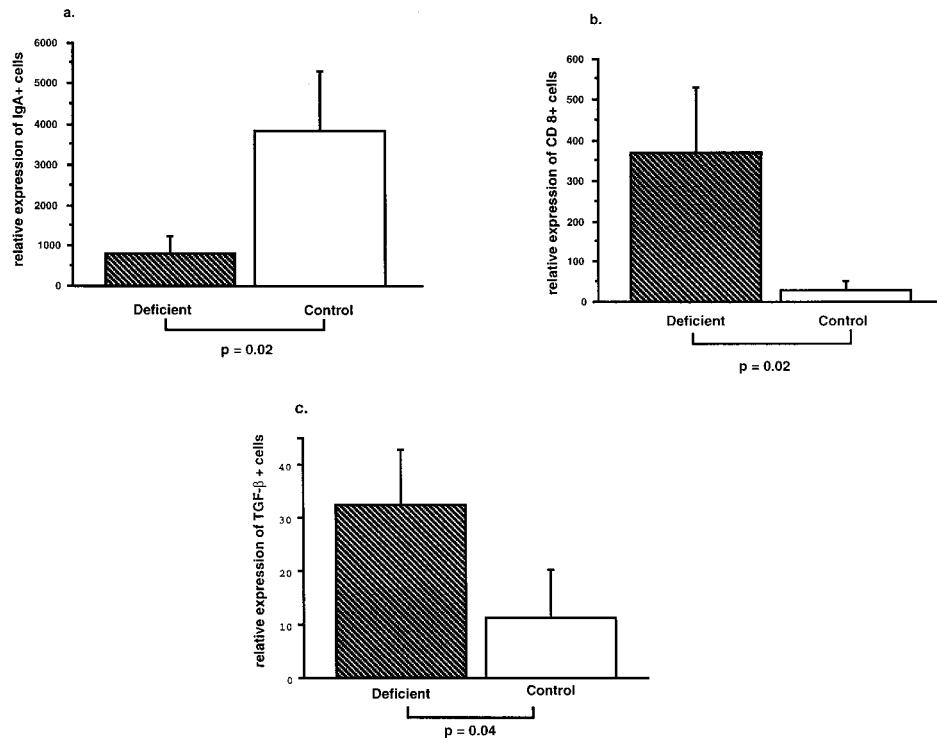 a.
relative expression of IgA+ cells
6000
5000
4000
3000
2000
1000
0
Deficient
Control
p = 0.02
b.
relative expression of CD 8+ cells
600
500
400
300
200
100
0
Deficient
Control
p = 0.02
c.
relative expression of TGF-β + cells
40
30
20
10
0
Deficient
Control
p = 0.04